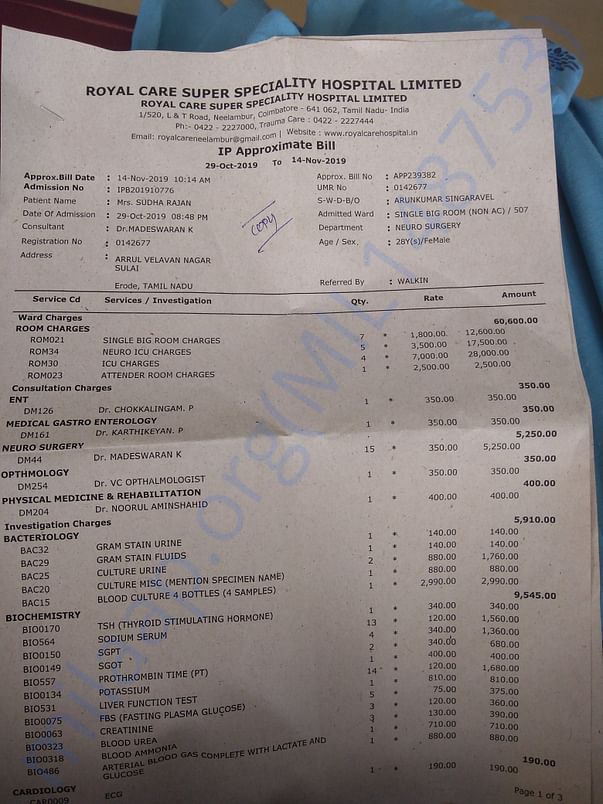 ROYAL CARE SUPER SPECIALITY HOSPITAL LIMITED
ROYAL CARE SUPER SPECIALITY HOSPITAL LIMITED
1/520, L & T Road, Neelambur, Coimbatore - 641 062, Tamil Nadu- India
Ph:- 0422 - 2227000, Trauma Care : 0422 - 2227444
Email: royalcareneelambur@gmail.com | Website : www.royalcarehospital.in
IP Approximate Bill
29-Oct-2019 To 14-Nov-2019
Approx.Bill Date : 14-Nov-2019 10:14 AM Approx. Bill No : APP239382
Admission No : IPB201910776 UMR No : 0142677
Patient Name : Mrs. SUDHA RAJAN S-W-D-B/O : ARUNKUMAR SINGARAVEL
Date Of Admission : 29-Oct-2019 08:48 PM Admitted Ward : SINGLE BIG ROOM (NON AC) / 507
Consultant : Dr.MADESWARAN K Department : NEURO SURGERY
Registration No : 0142677 Age / Sex. : 28Y(s)/FeMale
COPY
Address : ARRUL VELAVAN NAGAR
SULAI
Erode, TAMIL NADU Referred By : WALKIN
Service Cd Services / Investigation Qty. Rate Amount
Ward Charges 60,600.00
ROOM CHARGES
ROM021 SINGLE BIG ROOM CHARGES 7 * 1,800.00 12,600.00
ROM34 NEURO ICU CHARGES 5 * 3,500.00 17,500.00
ROM30 ICU CHARGES 4 * 7,000.00 28,000.00
ROM023 ATTENDER ROOM CHARGES 1 * 2,500.00 2,500.00
Consultation Charges
ENT 350.00
DM126 Dr. CHOKKALINGAM. P 1 * 350.00 350.00
MEDICAL GASTRO ENTEROLOGY 350.00
DM161 Dr. KARTHIKEYAN. P 1 * 350.00 350.00
NEURO SURGERY 5,250.00
DM44 Dr. MADESWARAN K 15 * 350.00 5,250.00
OPTHMOLOGY 350.00
DM254 Dr. VC OPTHALMOLOGIST 1 * 350.00 350.00
PHYSICAL MEDICINE & REHABILITATION 400.00
DM204 Dr. NOORUL AMINSHAHID 1 * 400.00 400.00
Investigation Charges
BACTERIOLOGY 5,910.00
BAC32 GRAM STAIN URINE 1 * 140.00 140.00
BAC29 GRAM STAIN FLUIDS 1 * 140.00 140.00
BAC25 CULTURE URINE 2 * 880.00 1,760.00
BAC20 CULTURE MISC (MENTION SPECIMEN NAME) 1 * 880.00 880.00
BAC15 BLOOD CULTURE 4 BOTTLES (4 SAMPLES) 1 * 2,990.00 2,990.00
BIOCHEMISTRY 9,545.00
BIO0170 TSH (THYROID STIMULATING HORMONE) 1 * 340.00 340.00
BIO564 SODIUM SERUM 13 * 120.00 1,560.00
BIO0150 SGPT 4 * 340.00 1,360.00
BIO0149 SGOT 2 * 340.00 680.00
BIO557 PROTHROMBIN TIME (PT) 1 * 400.00 400.00
BIO0134 POTASSIUM 14 * 120.00 1,680.00
BIO531 LIVER FUNCTION TEST 1 * 810.00 810.00
BIO0075 FBS (FASTING PLASMA GLUCOSE) 5 * 75.00 375.00
BIO0063 CREATININE 3 * 120.00 360.00
BIO0323 BLOOD UREA 3 * 130.00 390.00
BIO0318 BLOOD AMMONIA 1 * 710.00 710.00
BIO486 ARTERIAL BLOOD GAS COMPLETE WITH LACTATE AND GLUCOSE 1 * 880.00 880.00
CARDIOLOGY 190.00
CAR0009 ECG 1 * 190.00 190.00
Page 1 of 3